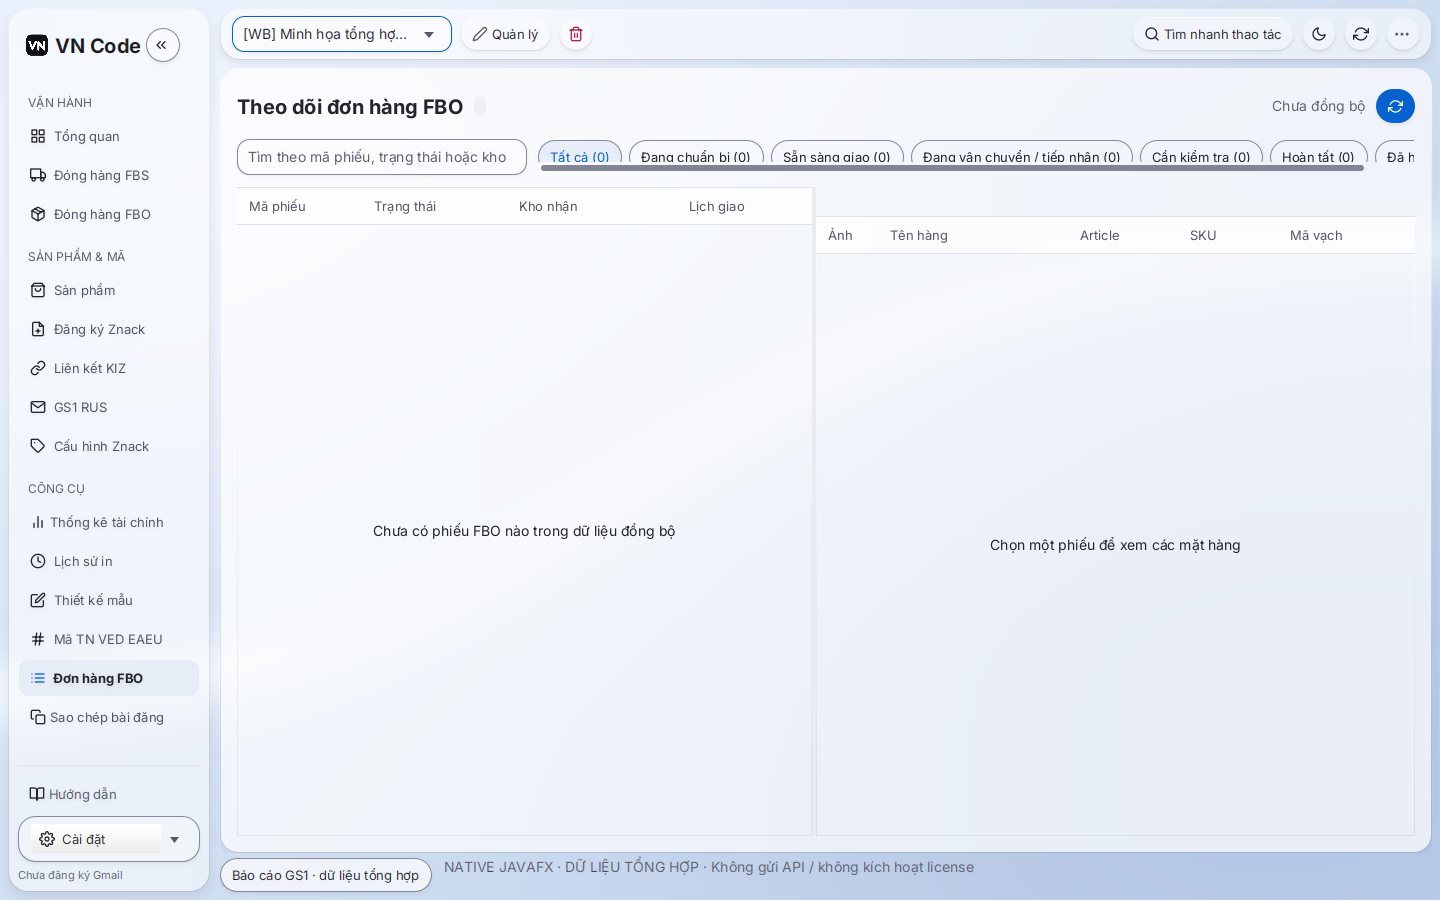 VN VN Code
VẬN HÀNH
Tổng quan
Đóng hàng FBS
Đóng hàng FBO
SẢN PHẨM & MÃ
Sản phẩm
Đăng ký Znack
Liên kết KIZ
GS1 RUS
Cấu hình Znack
CÔNG CỤ
Thống kê tài chính
Lịch sử in
Thiết kế mẫu
Mã TN VED EAEU
Đơn hàng FBO
Sao chép bài đăng
Hướng dẫn
Cài đặt
Chưa đăng ký Gmail
[WB] Minh họa tổng hợ...
Quản lý
Tìm nhanh thao tác
Theo dõi đơn hàng FBO
Chưa đồng bộ
Tìm theo mã phiếu, trạng thái hoặc kho
Tất cả (0) Đang chuẩn bị (0) Sẵn sàng giao (0) Đang vận chuyển / tiếp nhận (0) Cần kiểm tra (0) Hoàn tất (0) Đã h
Mã phiếu Trạng thái Kho nhận Lịch giao
Ảnh Tên hàng Article SKU Mã vạch
Chưa có phiếu FBO nào trong dữ liệu đồng bộ
Chọn một phiếu để xem các mặt hàng
Báo cáo GS1 · dữ liệu tổng hợp
NATIVE JAVAFX · DỮ LIỆU TỔNG HỢP · Không gửi API / không kích hoạt license